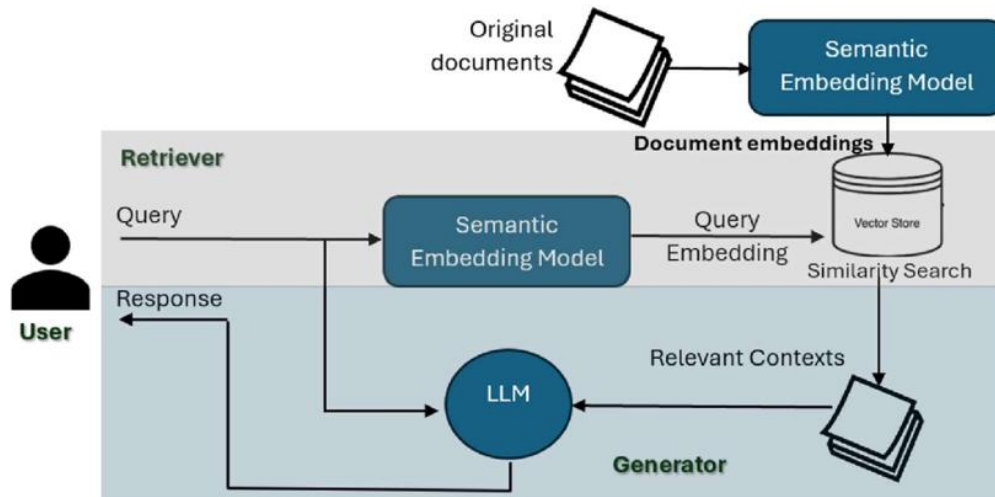 Original
documents
Semantic
Embedding Model
Document embeddings
Retriever
Query
Semantic
Embedding Model
Query
Embedding
Vector Store
Similarity Search
Response
User
Relevant Contexts
LLM
Generator